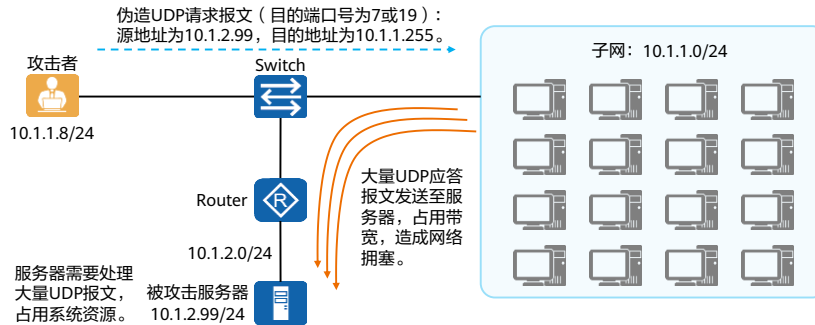 伪造UDP请求报文（目的端口号为7或19）：
源地址为10.1.2.99，目的地址为10.1.1.255。
攻击者
10.1.1.8/24
Switch
子网：10.1.1.0/24
大量UDP应答
报文发送至服
务器，占用带
宽，造成网络
拥塞。
Router
R
10.1.2.0/24
服务器需要处理
大量UDP报文，
占用系统资源。
被攻击服务器
10.1.2.99/24